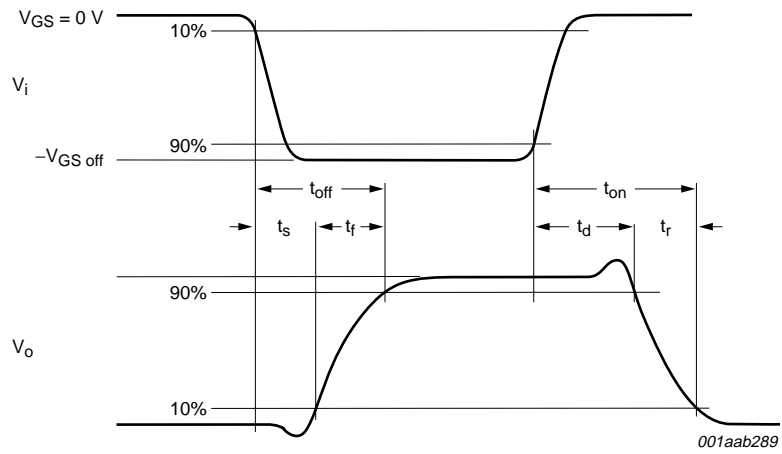 V_GS = 0 V
10%
V_i
90%
−V_GS off
t_off
t_on
t_s
t_f
t_d
t_r
90%
V_o
10%
001aab289